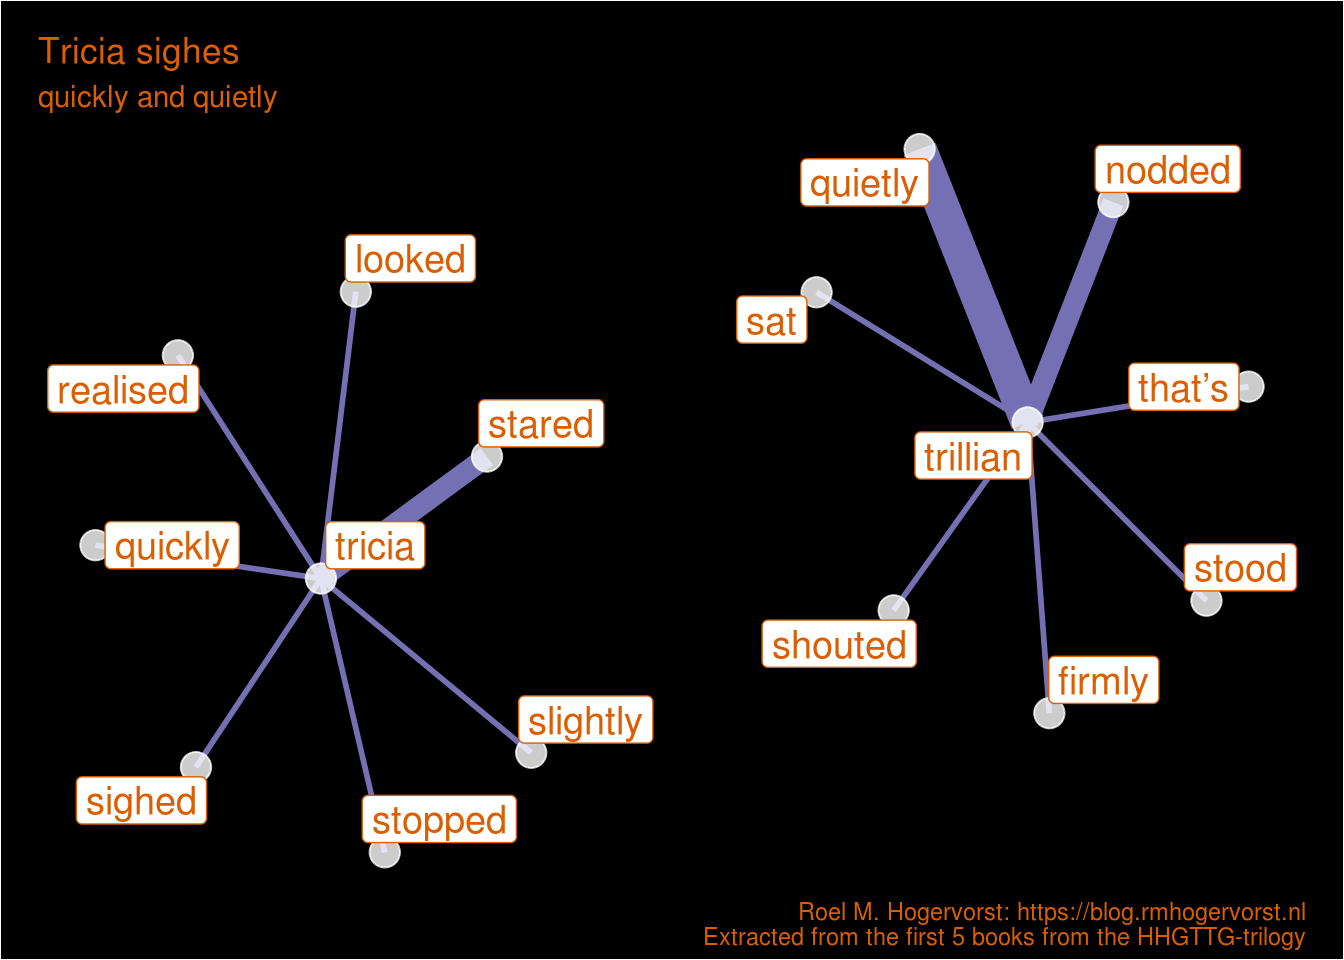 Tricia sighes
quickly and quietly
quietly
nodded
looked
sat
realised
that’s
stared
trillian
quickly
tricia
stood
shouted
firmly
slightly
sighed
stopped
Roel M. Hogervorst: https://blog.rmhogervorst.nl
Extracted from the first 5 books from the HHGTTG-trilogy